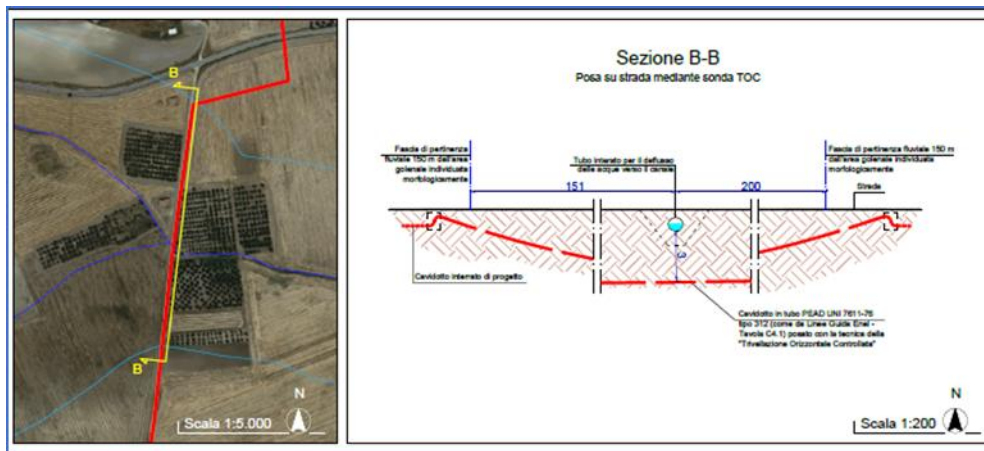 B
B
N
Scala 1:5.000
Sezione B-B
Posa su strada mediante sonda TOC
Fascia di pertinenza
fluviale 150 m dall'area
golenale individuata
morfologicamente
Tubo interrato per il deflusso
delle acque verso il canale
Fascia di pertinenza fluviale 150 m
dall'area golenale individuata
morfologicamente
Strada
151
200
3
Cavidotto interrato di progetto
Cavidotto in tubo PEAD UNI 7611-76
tipo 312 (come da Linee Guida Enel -
Tavola C4.1) posato con la tecnica della
"Trivellazione Orizzontale Controllata"
N
Scala 1:200